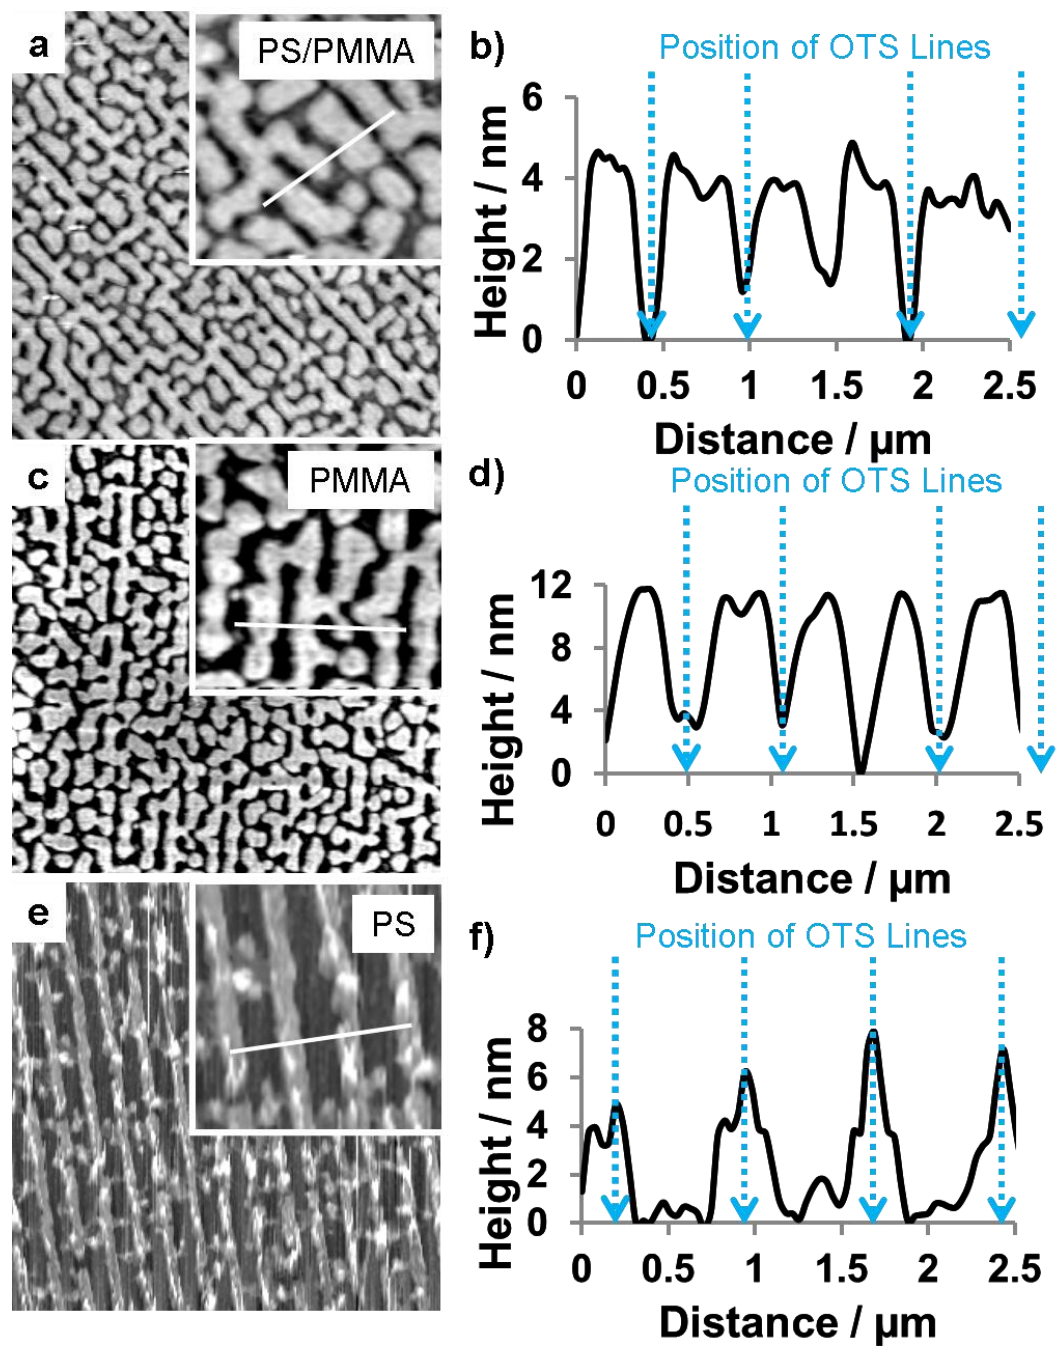 a
PS/PMMA
b)
Position of OTS Lines
Height / nm
6
4
2
0
0 0.5 1 1.5 2 2.5
Distance / µm
c
PMMA
d)
Position of OTS Lines
Height / nm
12
8
4
0
0 0.5 1 1.5 2 2.5
Distance / µm
e
PS
f)
Position of OTS Lines
Height / nm
8
6
4
2
0
0 0.5 1 1.5 2 2.5
Distance / µm